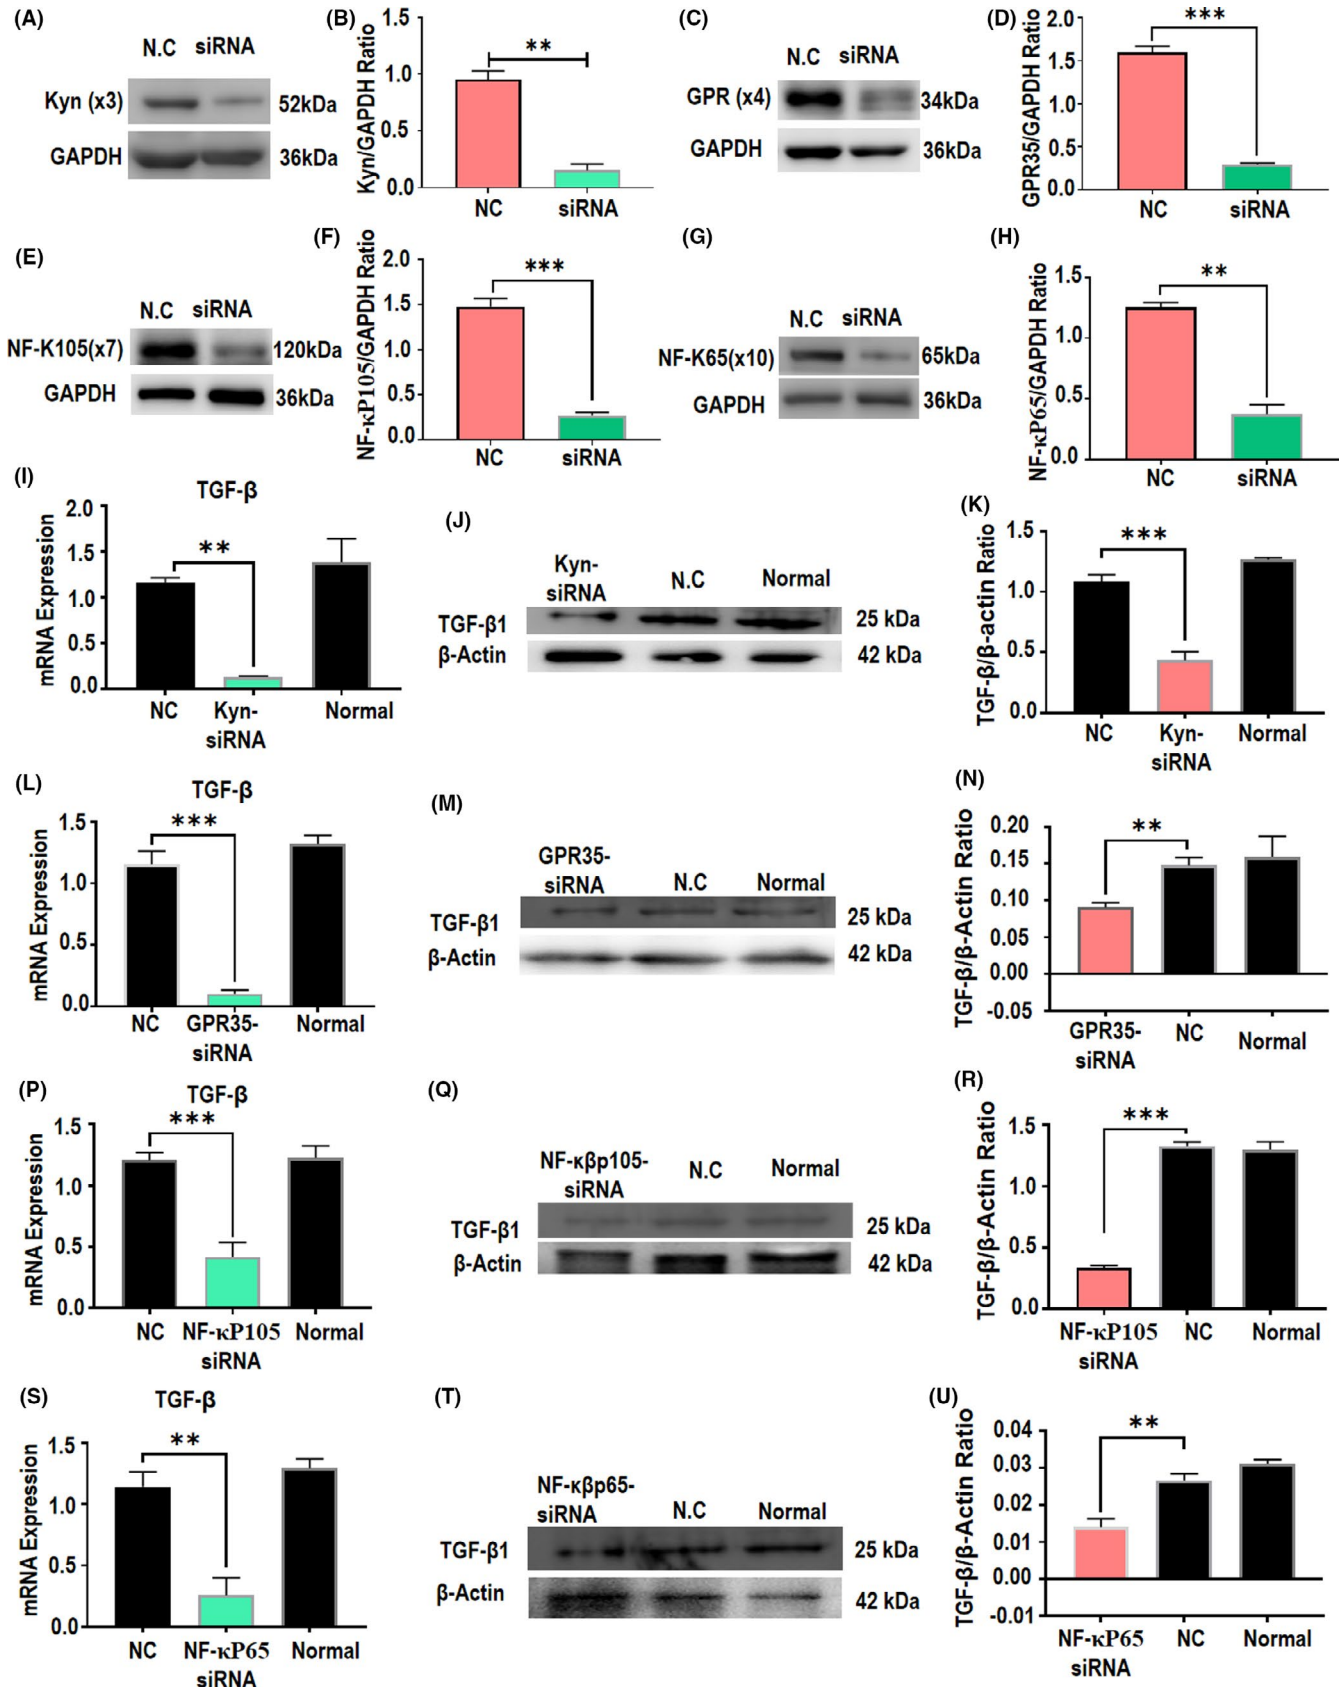 (A)
N.C siRNA
Kyn (x3) 52kDa
GAPDH 36kDa
(B)
Kyn/GAPDH Ratio
1.5
1.0
0.5
0.0
**
NC siRNA
(C)
N.C siRNA
GPR (x4) 34kDa
GAPDH 36kDa
(D)
GPR35/GAPDH Ratio
2.0
1.5
1.0
0.5
0.0
***
NC siRNA
(E)
N.C siRNA
NF-K105(x7) 120kDa
GAPDH 36kDa
(F)
NF-κP105/GAPDH Ratio
2.0
1.5
1.0
0.5
0.0
***
NC siRNA
(G)
N.C siRNA
NF-K65(x10) 65kDa
GAPDH 36kDa
(H)
NF-κP65/GAPDH Ratio
1.5
1.0
0.5
0.0
**
NC siRNA
(I)
TGF-β
mRNA Expression
2.0
1.5
1.0
0.5
0.0
**
NC Kyn- Normal
siRNA
(J)
Kyn- N.C Normal
siRNA
TGF-β1 25 kDa
β-Actin 42 kDa
(K)
TGF-β/β-actin Ratio
1.5
1.0
0.5
0.0
***
NC Kyn- Normal
siRNA
(L)
TGF-β
mRNA Expression
1.5
1.0
0.5
0.0
***
NC GPR35- Normal
siRNA
(M)
GPR35- N.C Normal
siRNA
TGF-β1 25 kDa
β-Actin 42 kDa
(N)
TGF-β/β-Actin Ratio
0.20
0.15
0.10
0.05
0.00
-0.05
**
GPR35- NC Normal
siRNA
(P)
TGF-β
mRNA Expression
1.5
1.0
0.5
0.0
***
NC NF-κP105 Normal
siRNA
(Q)
NF-κβp105- N.C Normal
siRNA
TGF-β1 25 kDa
β-Actin 42 kDa
(R)
TGF-β/β-Actin Ratio
1.5
1.0
0.5
0.0
***
NF-κP105 NC Normal
siRNA
(S)
TGF-β
mRNA Expression
1.5
1.0
0.5
0.0
**
NC NF-κP65 Normal
siRNA
(T)
NF-κβp65- N.C Normal
siRNA
TGF-β1 25 kDa
β-Actin 42 kDa
(U)
TGF-β/β-Actin Ratio
0.04
0.03
0.02
0.01
0.00
-0.01
**
NF-κP65 NC Normal
siRNA